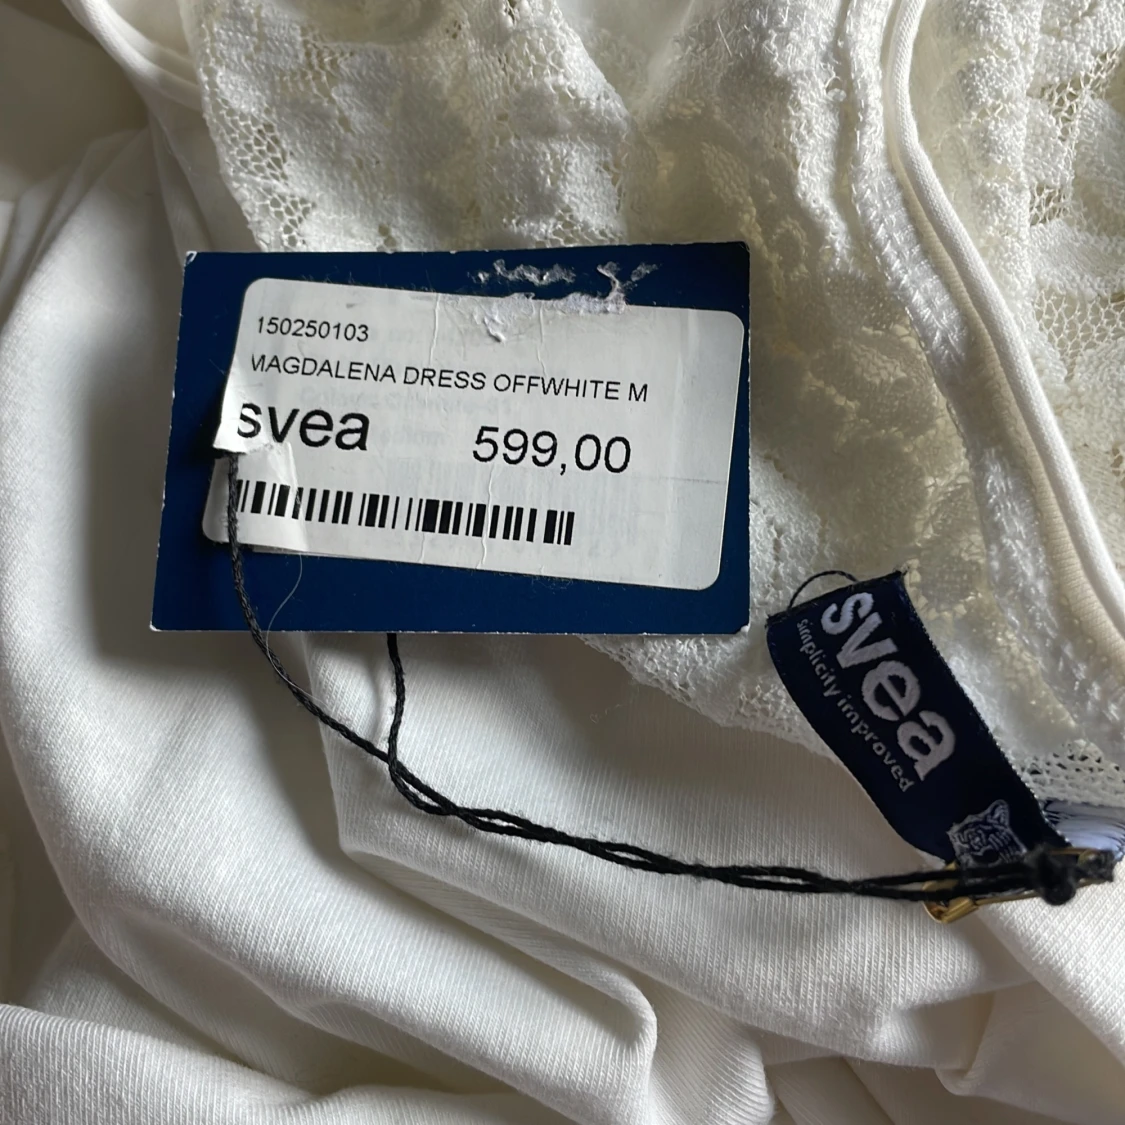 150250103
MAGDALENA DRESS OFFWHITE M
svea 599,00
svea
simplicity improved